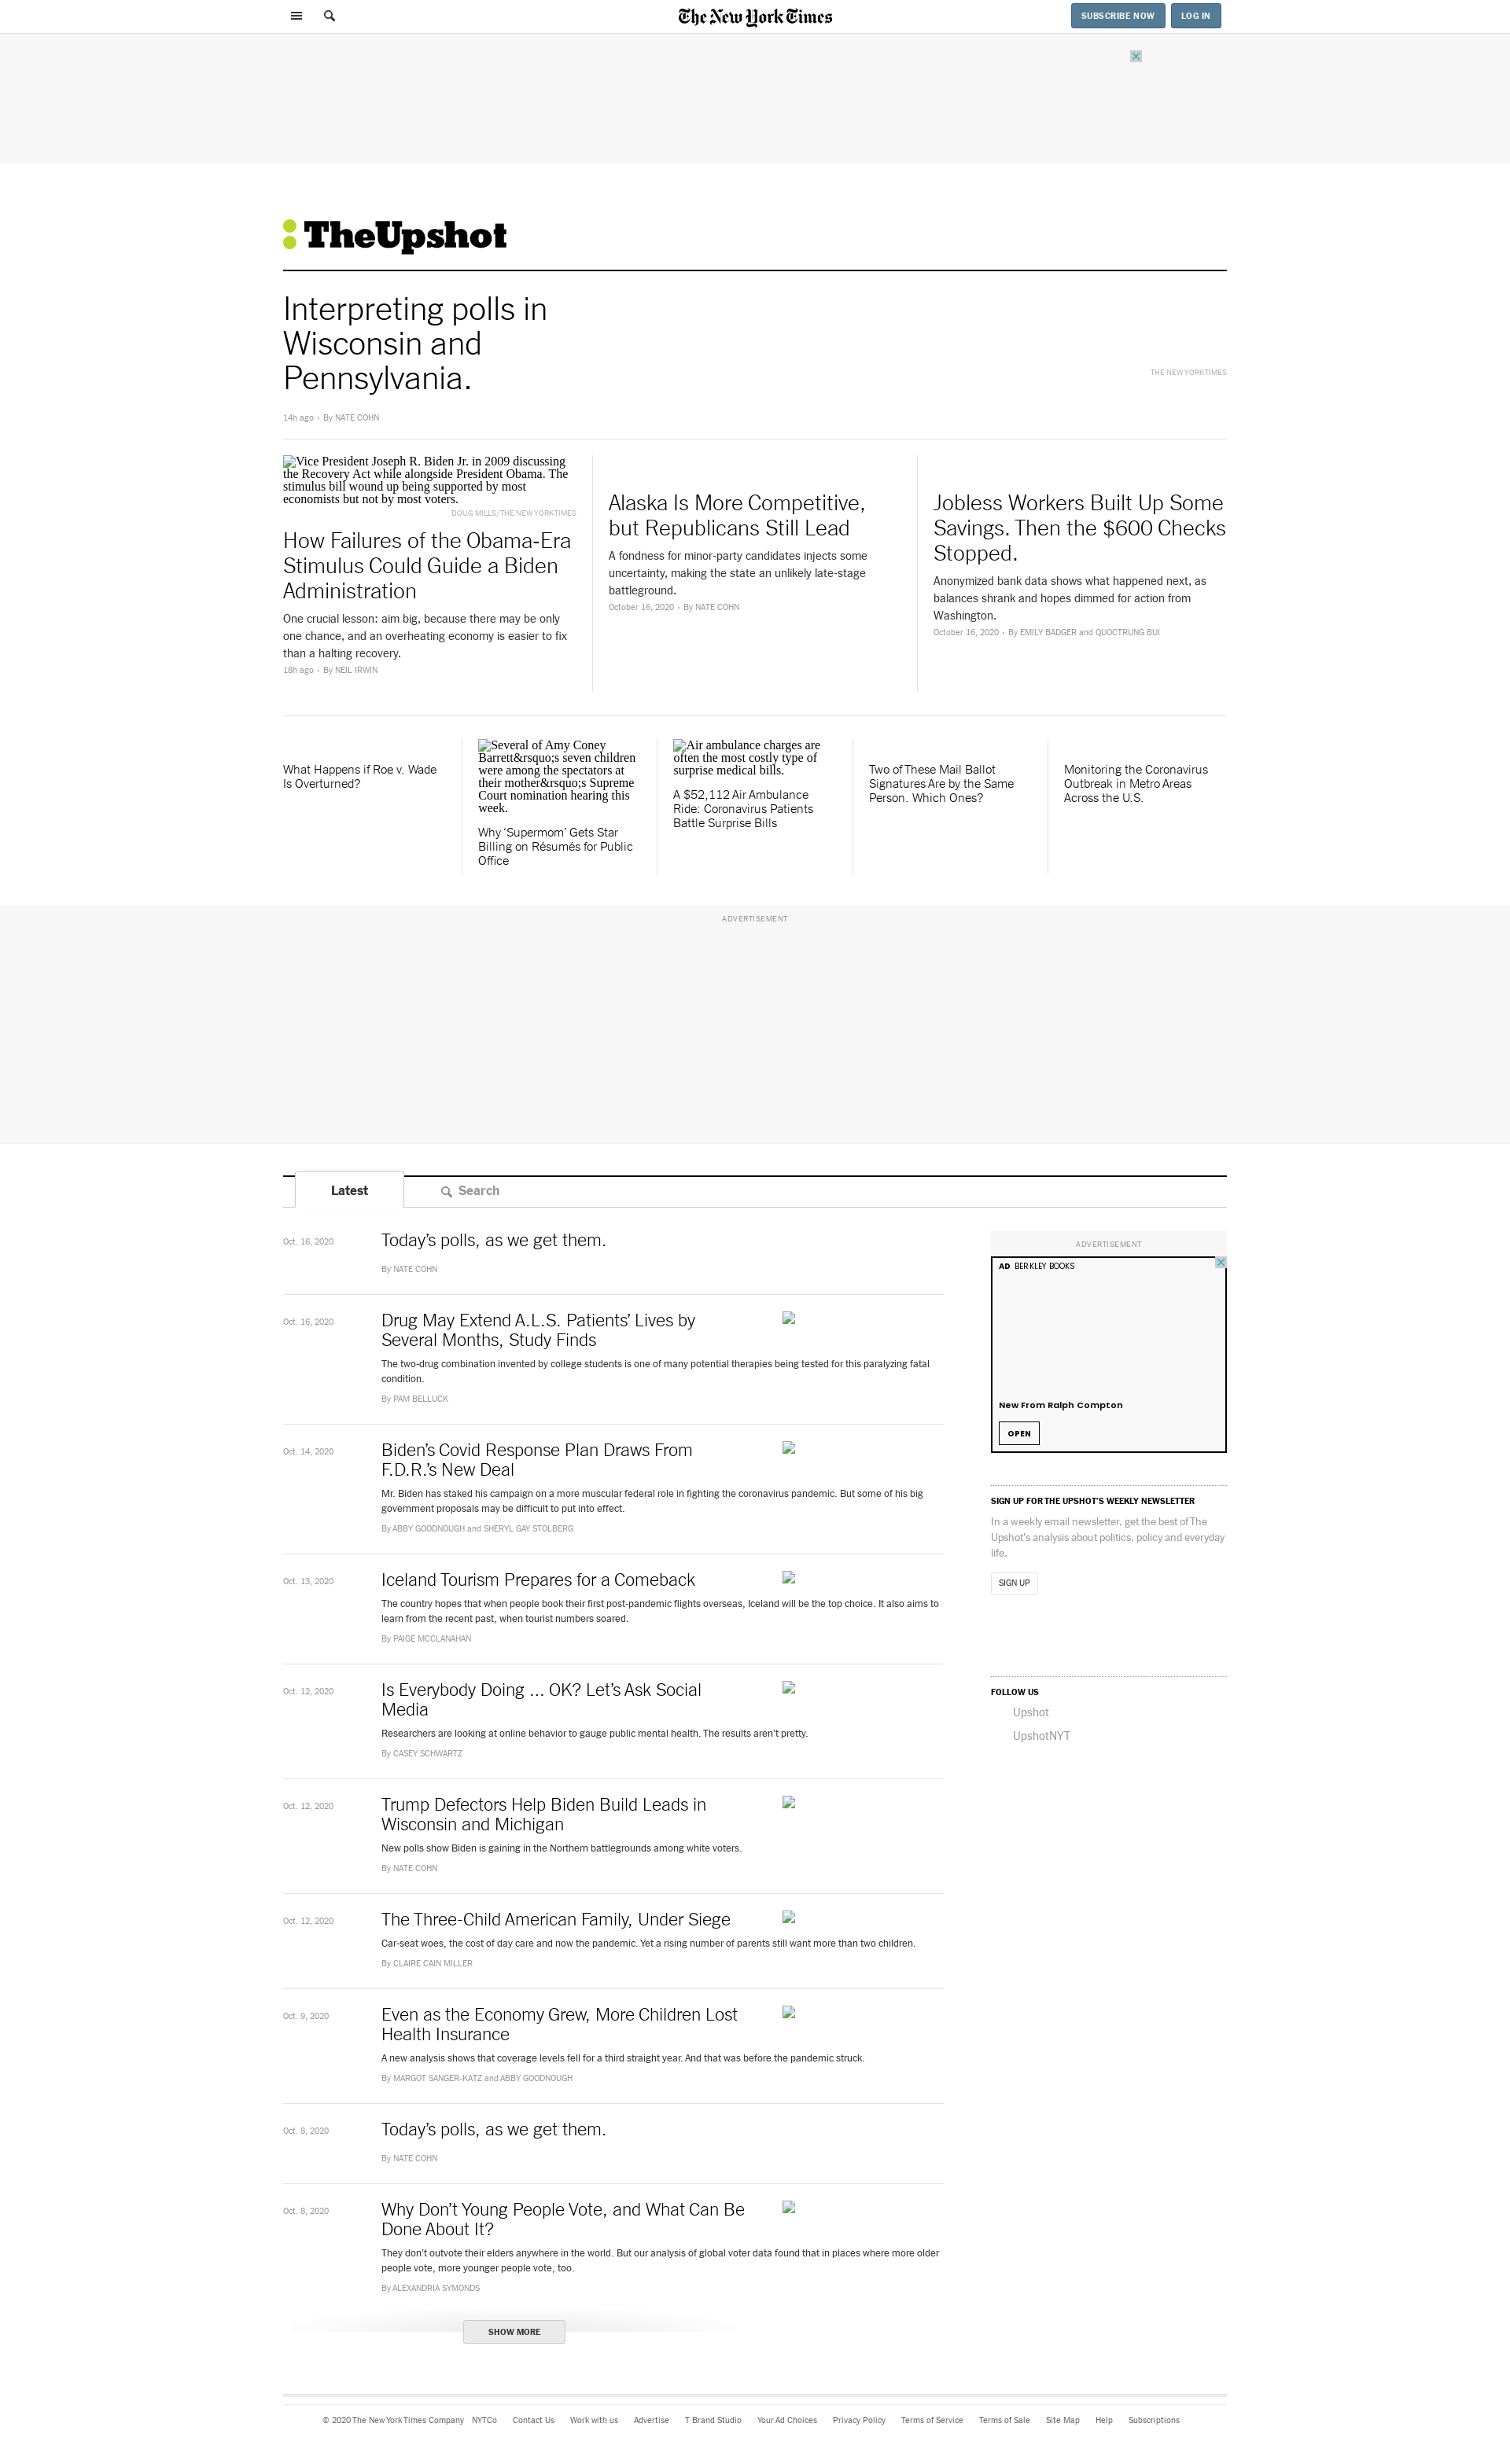 The New York Times
SUBSCRIBE NOW
LOG IN
TheUpshot
Interpreting polls in
Wisconsin and
Pennsylvania.
THE NEW YORK TIMES
14h ago • By NATE COHN
Vice President Joseph R. Biden Jr. in 2009 discussing
the Recovery Act while alongside President Obama. The
stimulus bill wound up being supported by most
economists but not by most voters.
DOUG MILLS/THE NEW YORK TIMES
How Failures of the Obama-Era
Stimulus Could Guide a Biden
Administration
One crucial lesson: aim big, because there may be only
one chance, and an overheating economy is easier to fix
than a halting recovery.
18h ago • By NEIL IRWIN
Alaska Is More Competitive,
but Republicans Still Lead
A fondness for minor-party candidates injects some
uncertainty, making the state an unlikely late-stage
battleground.
October 16, 2020 • By NATE COHN
Jobless Workers Built Up Some
Savings. Then the $600 Checks
Stopped.
Anonymized bank data shows what happened next, as
balances shrank and hopes dimmed for action from
Washington.
October 16, 2020 • By EMILY BADGER and QUOCTRUNG BUI
What Happens if Roe v. Wade
Is Overturned?
Several of Amy Coney
Barrett&rsquo;s seven children
were among the spectators at
their mother&rsquo;s Supreme
Court nomination hearing this
week.
Why ‘Supermom’ Gets Star
Billing on Résumés for Public
Office
Air ambulance charges are
often the most costly type of
surprise medical bills.
A $52,112 Air Ambulance
Ride: Coronavirus Patients
Battle Surprise Bills
Two of These Mail Ballot
Signatures Are by the Same
Person. Which Ones?
Monitoring the Coronavirus
Outbreak in Metro Areas
Across the U.S.
ADVERTISEMENT
Latest
Search
Oct. 16, 2020
Today’s polls, as we get them.
By NATE COHN
Oct. 16, 2020
Drug May Extend A.L.S. Patients’ Lives by
Several Months, Study Finds
The two-drug combination invented by college students is one of many potential therapies being tested for this paralyzing fatal
condition.
By PAM BELLUCK
Oct. 14, 2020
Biden’s Covid Response Plan Draws From
F.D.R.’s New Deal
Mr. Biden has staked his campaign on a more muscular federal role in fighting the coronavirus pandemic. But some of his big
government proposals may be difficult to put into effect.
By ABBY GOODNOUGH and SHERYL GAY STOLBERG
Oct. 13, 2020
Iceland Tourism Prepares for a Comeback
The country hopes that when people book their first post-pandemic flights overseas, Iceland will be the top choice. It also aims to
learn from the recent past, when tourist numbers soared.
By PAIGE MCCLANAHAN
Oct. 12, 2020
Is Everybody Doing ... OK? Let’s Ask Social
Media
Researchers are looking at online behavior to gauge public mental health. The results aren’t pretty.
By CASEY SCHWARTZ
Oct. 12, 2020
Trump Defectors Help Biden Build Leads in
Wisconsin and Michigan
New polls show Biden is gaining in the Northern battlegrounds among white voters.
By NATE COHN
Oct. 12, 2020
The Three-Child American Family, Under Siege
Car-seat woes, the cost of day care and now the pandemic. Yet a rising number of parents still want more than two children.
By CLAIRE CAIN MILLER
Oct. 9, 2020
Even as the Economy Grew, More Children Lost
Health Insurance
A new analysis shows that coverage levels fell for a third straight year. And that was before the pandemic struck.
By MARGOT SANGER-KATZ and ABBY GOODNOUGH
Oct. 8, 2020
Today’s polls, as we get them.
By NATE COHN
Oct. 8, 2020
Why Don’t Young People Vote, and What Can Be
Done About It?
They don’t outvote their elders anywhere in the world. But our analysis of global voter data found that in places where more older
people vote, more younger people vote, too.
By ALEXANDRIA SYMONDS
SHOW MORE
ADVERTISEMENT
AD BERKLEY BOOKS
New From Ralph Compton
OPEN
SIGN UP FOR THE UPSHOT'S WEEKLY NEWSLETTER
In a weekly email newsletter, get the best of The
Upshot's analysis about politics, policy and everyday
life.
SIGN UP
FOLLOW US
Upshot
UpshotNYT
© 2020 The New York Times Company NYTCo Contact Us Work with us Advertise T Brand Studio Your Ad Choices Privacy Policy Terms of Service Terms of Sale Site Map Help Subscriptions